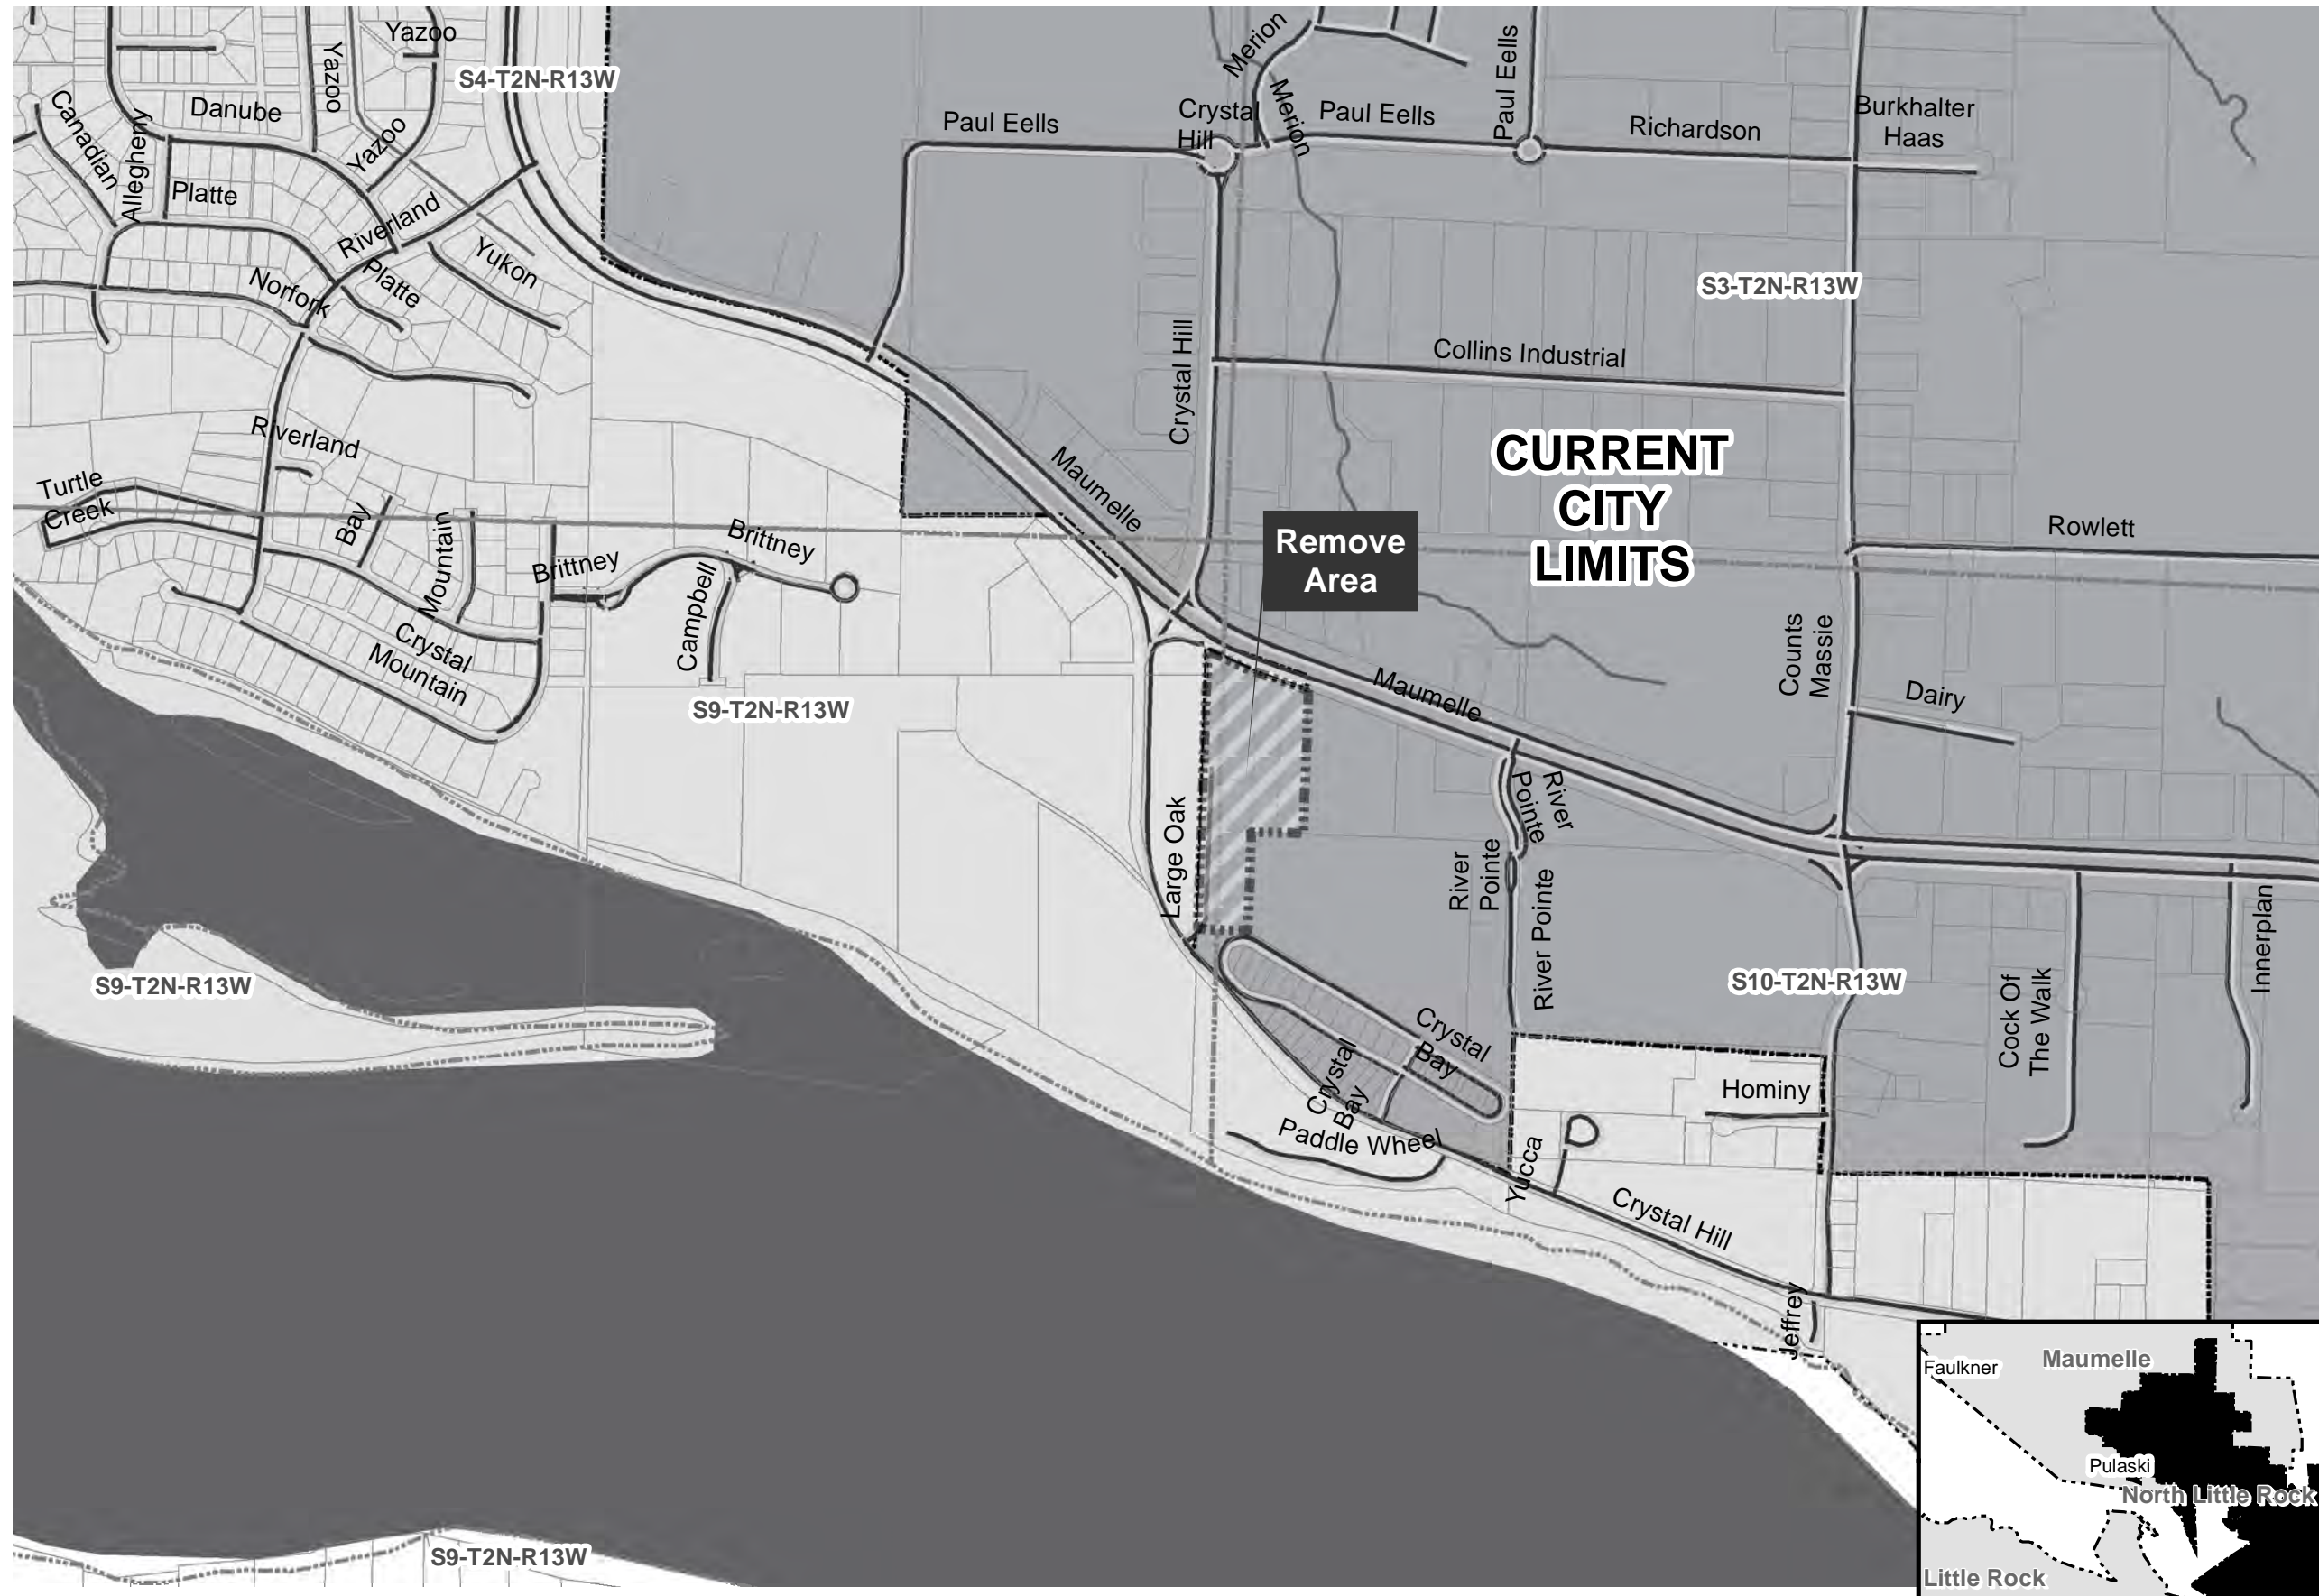 Yazoo
Yazoo
S4-T2N-R13W
Merion
Paul Eells
Canadian
Danube
Allegheny
Yazoo
Paul Eells
Crystal
Hill
Merion
Paul Eells
Richardson
Burkhalter
Haas
Platte
Riverland
Yukon
Norfork
Platte
S3-T2N-R13W
Crystal Hill
Collins Industrial
Riverland
CURRENT
CITY
LIMITS
Maumelle
Turtle
Creek
Bay
Mountain
Brittney
Brittney
Campbell
Remove
Area
Rowlett
Crystal
Mountain
S9-T2N-R13W
Maumelle
Counts
Massie
Dairy
Large Oak
River
Pointe
River
Pointe
River Pointe
S9-T2N-R13W
S10-T2N-R13W
Cock Of
The Walk
Innerplan
Crystal
Bay
Crystal
Bay
Hominy
Paddle Wheel
Yucca
Crystal Hill
Jeffrey
Faulkner
Maumelle
Pulaski
North Little Rock
S9-T2N-R13W
Little Rock